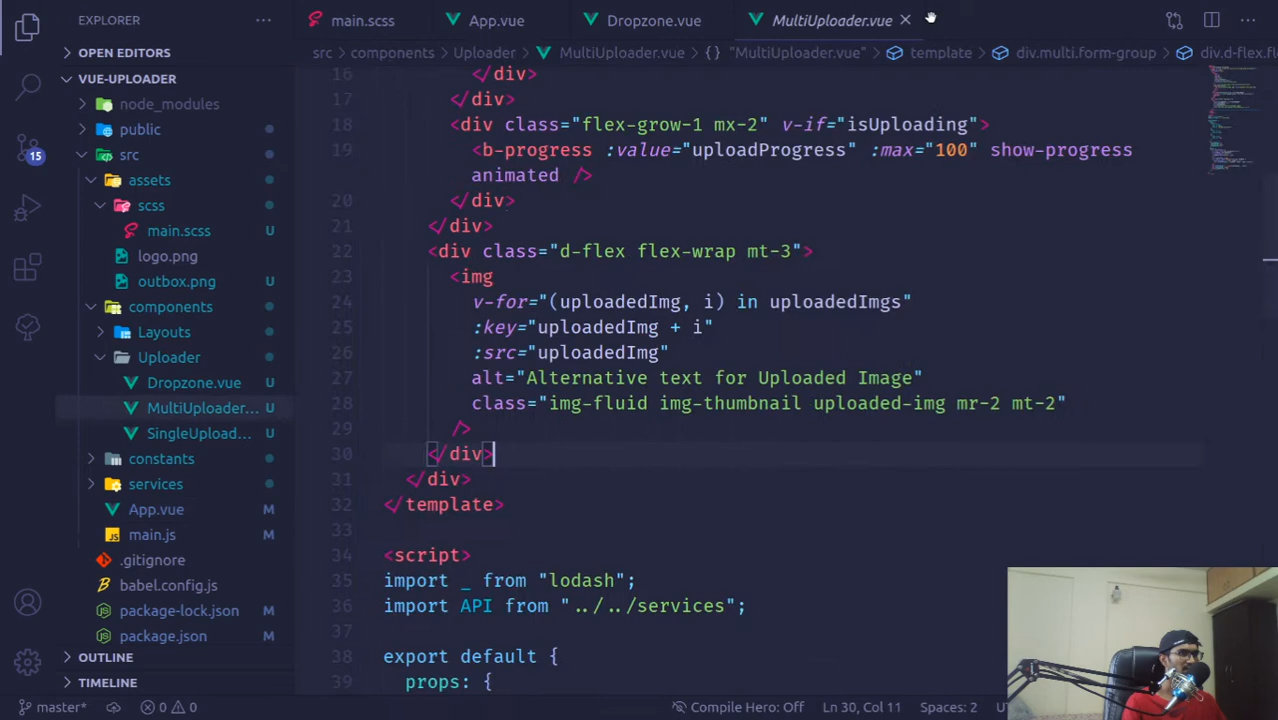 EXPLORER
main.scss
App.vue
Dropzone.vue
MultiUploader.vue
OPEN EDITORS
src
components
Uploader
MultiUploader.vue
{} "MultiUploader.vue"
template
div.multi.form-group
VUE-UPLOADER
node_modules
public
src
15
assets
scss
main.scss U
logo.png
outbox.png U
components
Layouts
Uploader
Dropzone.vue U
MultiUploader... U
SingleUpload... U
constants
services
App.vue M
main.js M
.gitignore
babel.config.js
package-lock.json M
package.json M
OUTLINE
TIMELINE
16 </div>
17 </div>
18 <div class="flex-grow-1 mx-2" v-if="isUploading">
19 <b-progress :value="uploadProgress" :max="100" show-progress
animated />
20 </div>
21 </div>
22 <div class="d-flex flex-wrap mt-3">
23 <img
24 v-for="(uploadedImg, i) in uploadedImgs"
25 :key="uploadedImg + i"
26 :src="uploadedImg"
27 alt="Alternative text for Uploaded Image"
28 class="img-fluid img-thumbnail uploaded-img mr-2 mt-2"
29 />
30 </div>
31 </div>
32 </template>
33
34 <script>
35 import _ from "lodash";
36 import API from "../../services";
37
38 export default {
39 props: {
master*
0
0
Compile Hero: Off
Ln 30, Col 11
Spaces: 2